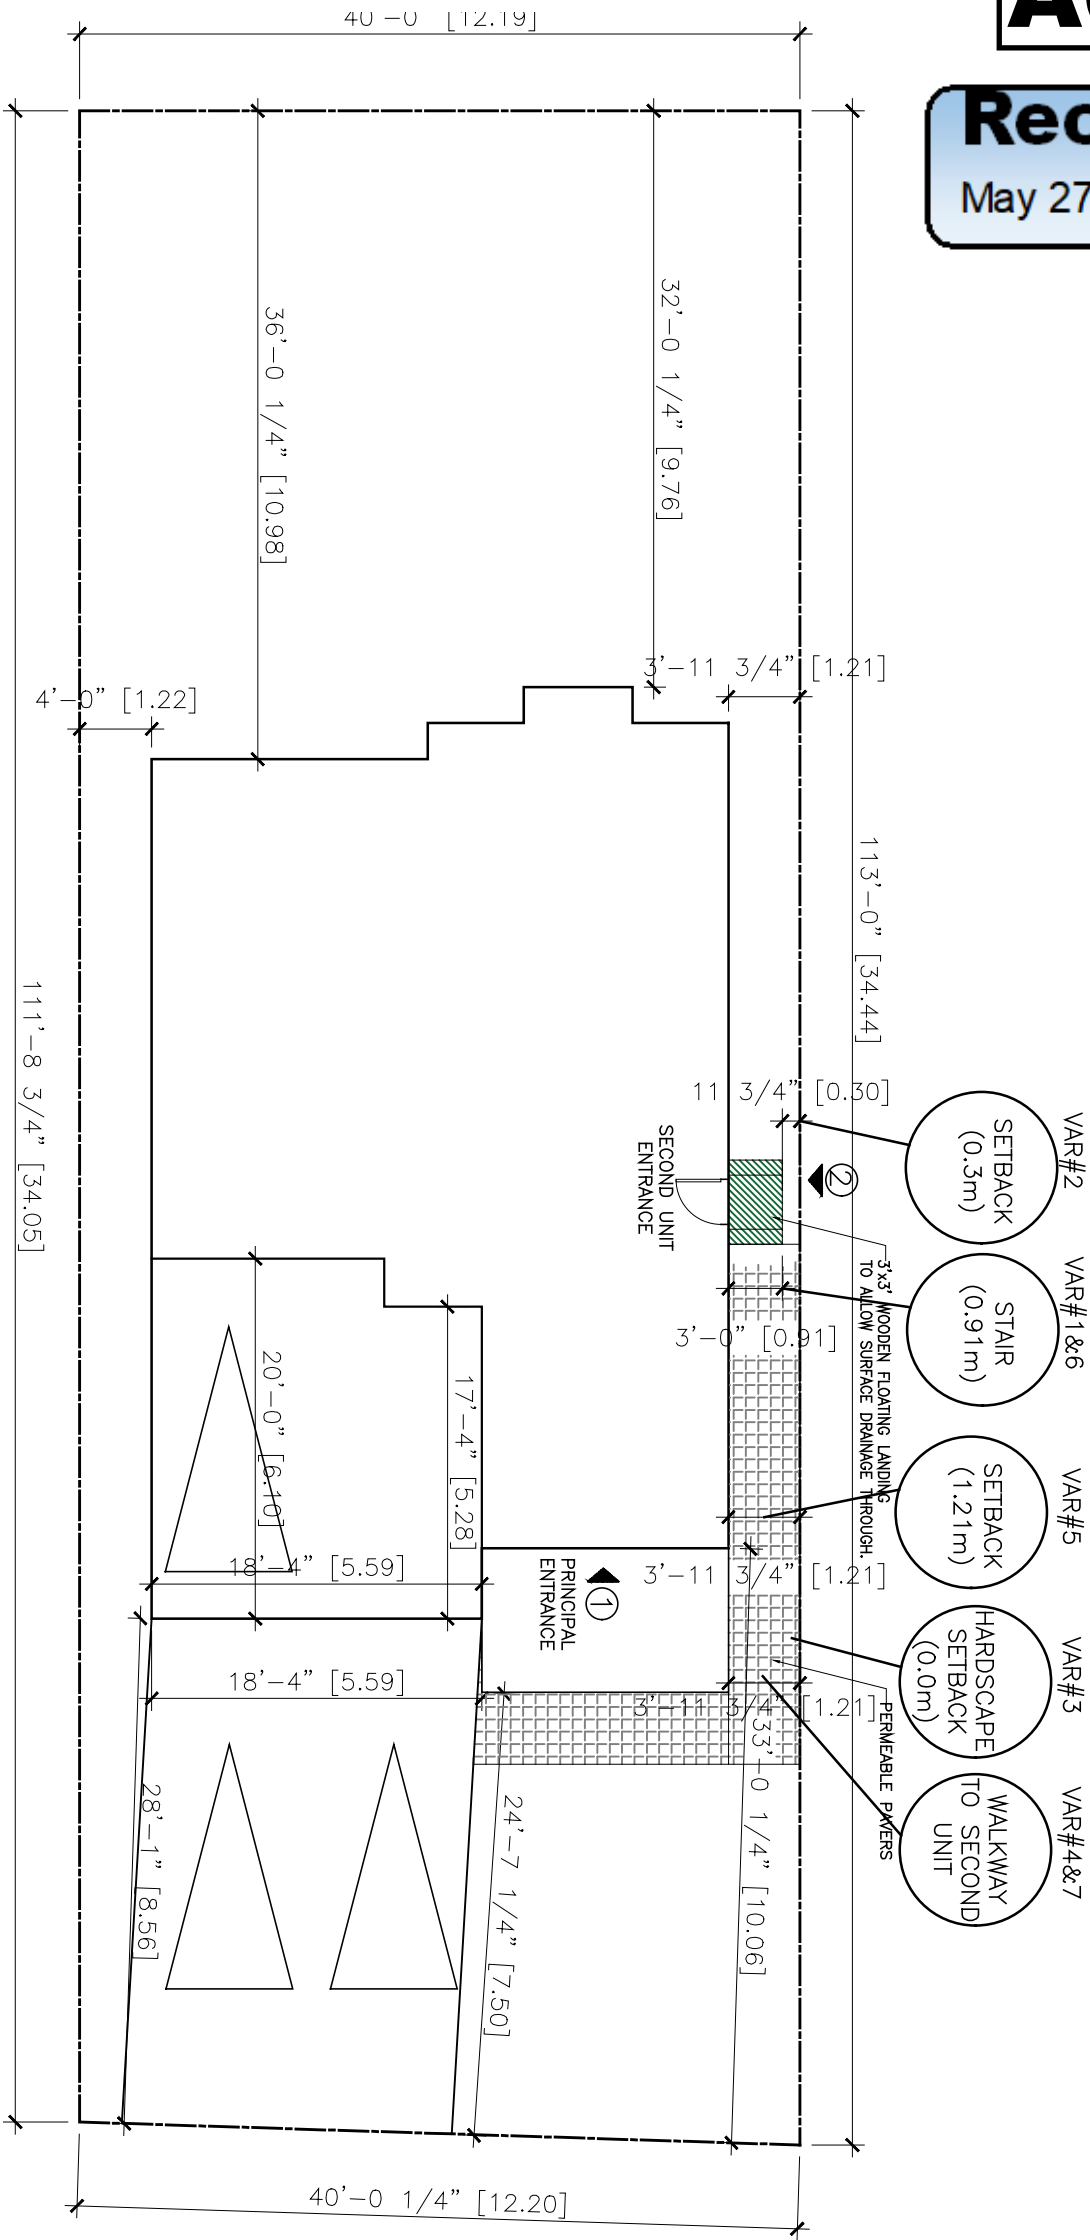 40'-0 [12.19]
Rec
May 27
32'-0 1/4" [9.76]
36'-0 1/4" [10.98]
3'-11 3/4" [1.21]
4'-0" [1.22]
113'-0" [34.44]
111'-8 3/4" [34.05]
11 3/4" [0.30]
VAR#2
SETBACK
(0.3m)
2
SECOND UNIT
ENTRANCE
3'x3' WOODEN FLOATING LANDING
TO ALLOW SURFACE DRAINAGE THROUGH.
VAR#1&6
STAIR
(0.91m)
3'-0" [0.91]
20'-0" [6.10]
17'-4" [5.28]
VAR#5
SETBACK
(1.21m)
18'-4" [5.59]
PRINCIPAL
ENTRANCE
1
3'-11 3/4" [1.21]
VAR#3
HARDSCAPE
SETBACK
(0.0m)
18'-4" [5.59]
3'-11 3/4" [1.21]
PERMEABLE PAVERS
VAR#4&7
WALKWAY
TO SECOND
UNIT
28'-1" [8.56]
24'-7 1/4" [7.50]
33'-0 1/4" [10.06]
40'-0 1/4" [12.20]